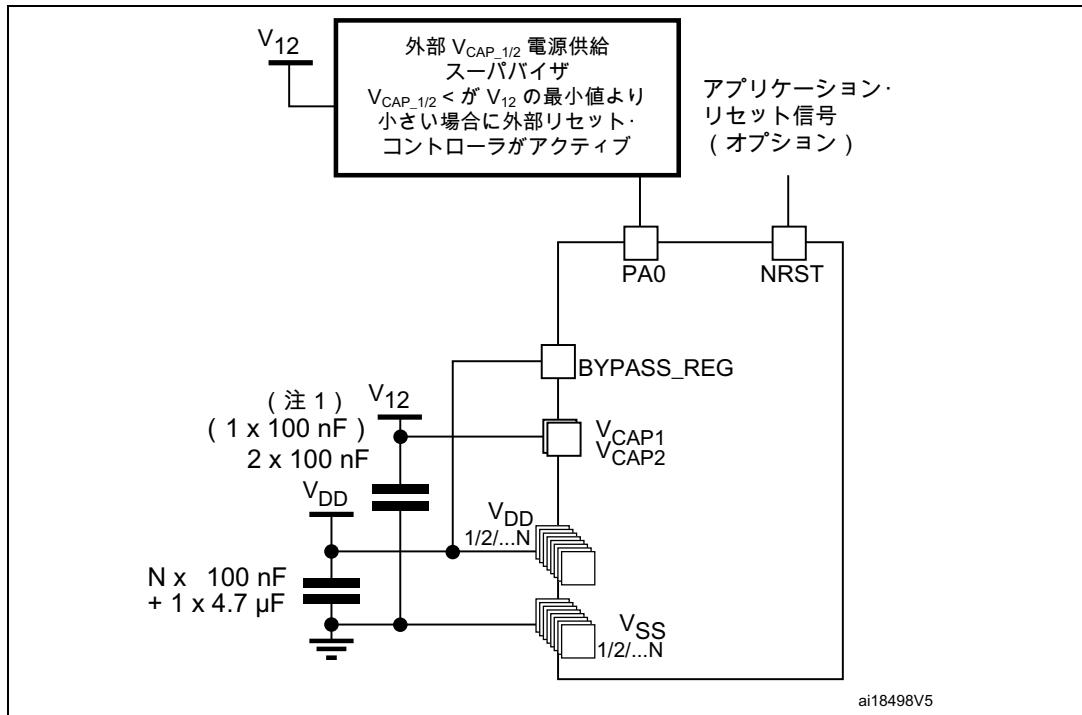 V12
外部 VCAP_1/2 電源供給
スーパバイザ
VCAP_1/2 < が V12 の最小値より
小さい場合に外部リセット・
コントローラがアクティブ
アプリケーション・
リセット信号
( オプション )
PA0
NRST
BYPASS_REG
( 注 1 )
( 1 x 100 nF )
2 x 100 nF
V12
VCAP1
VCAP2
VDD
VDD
1/2/...N
N x 100 nF
+ 1 x 4.7 µF
VSS
1/2/...N
ai18498V5